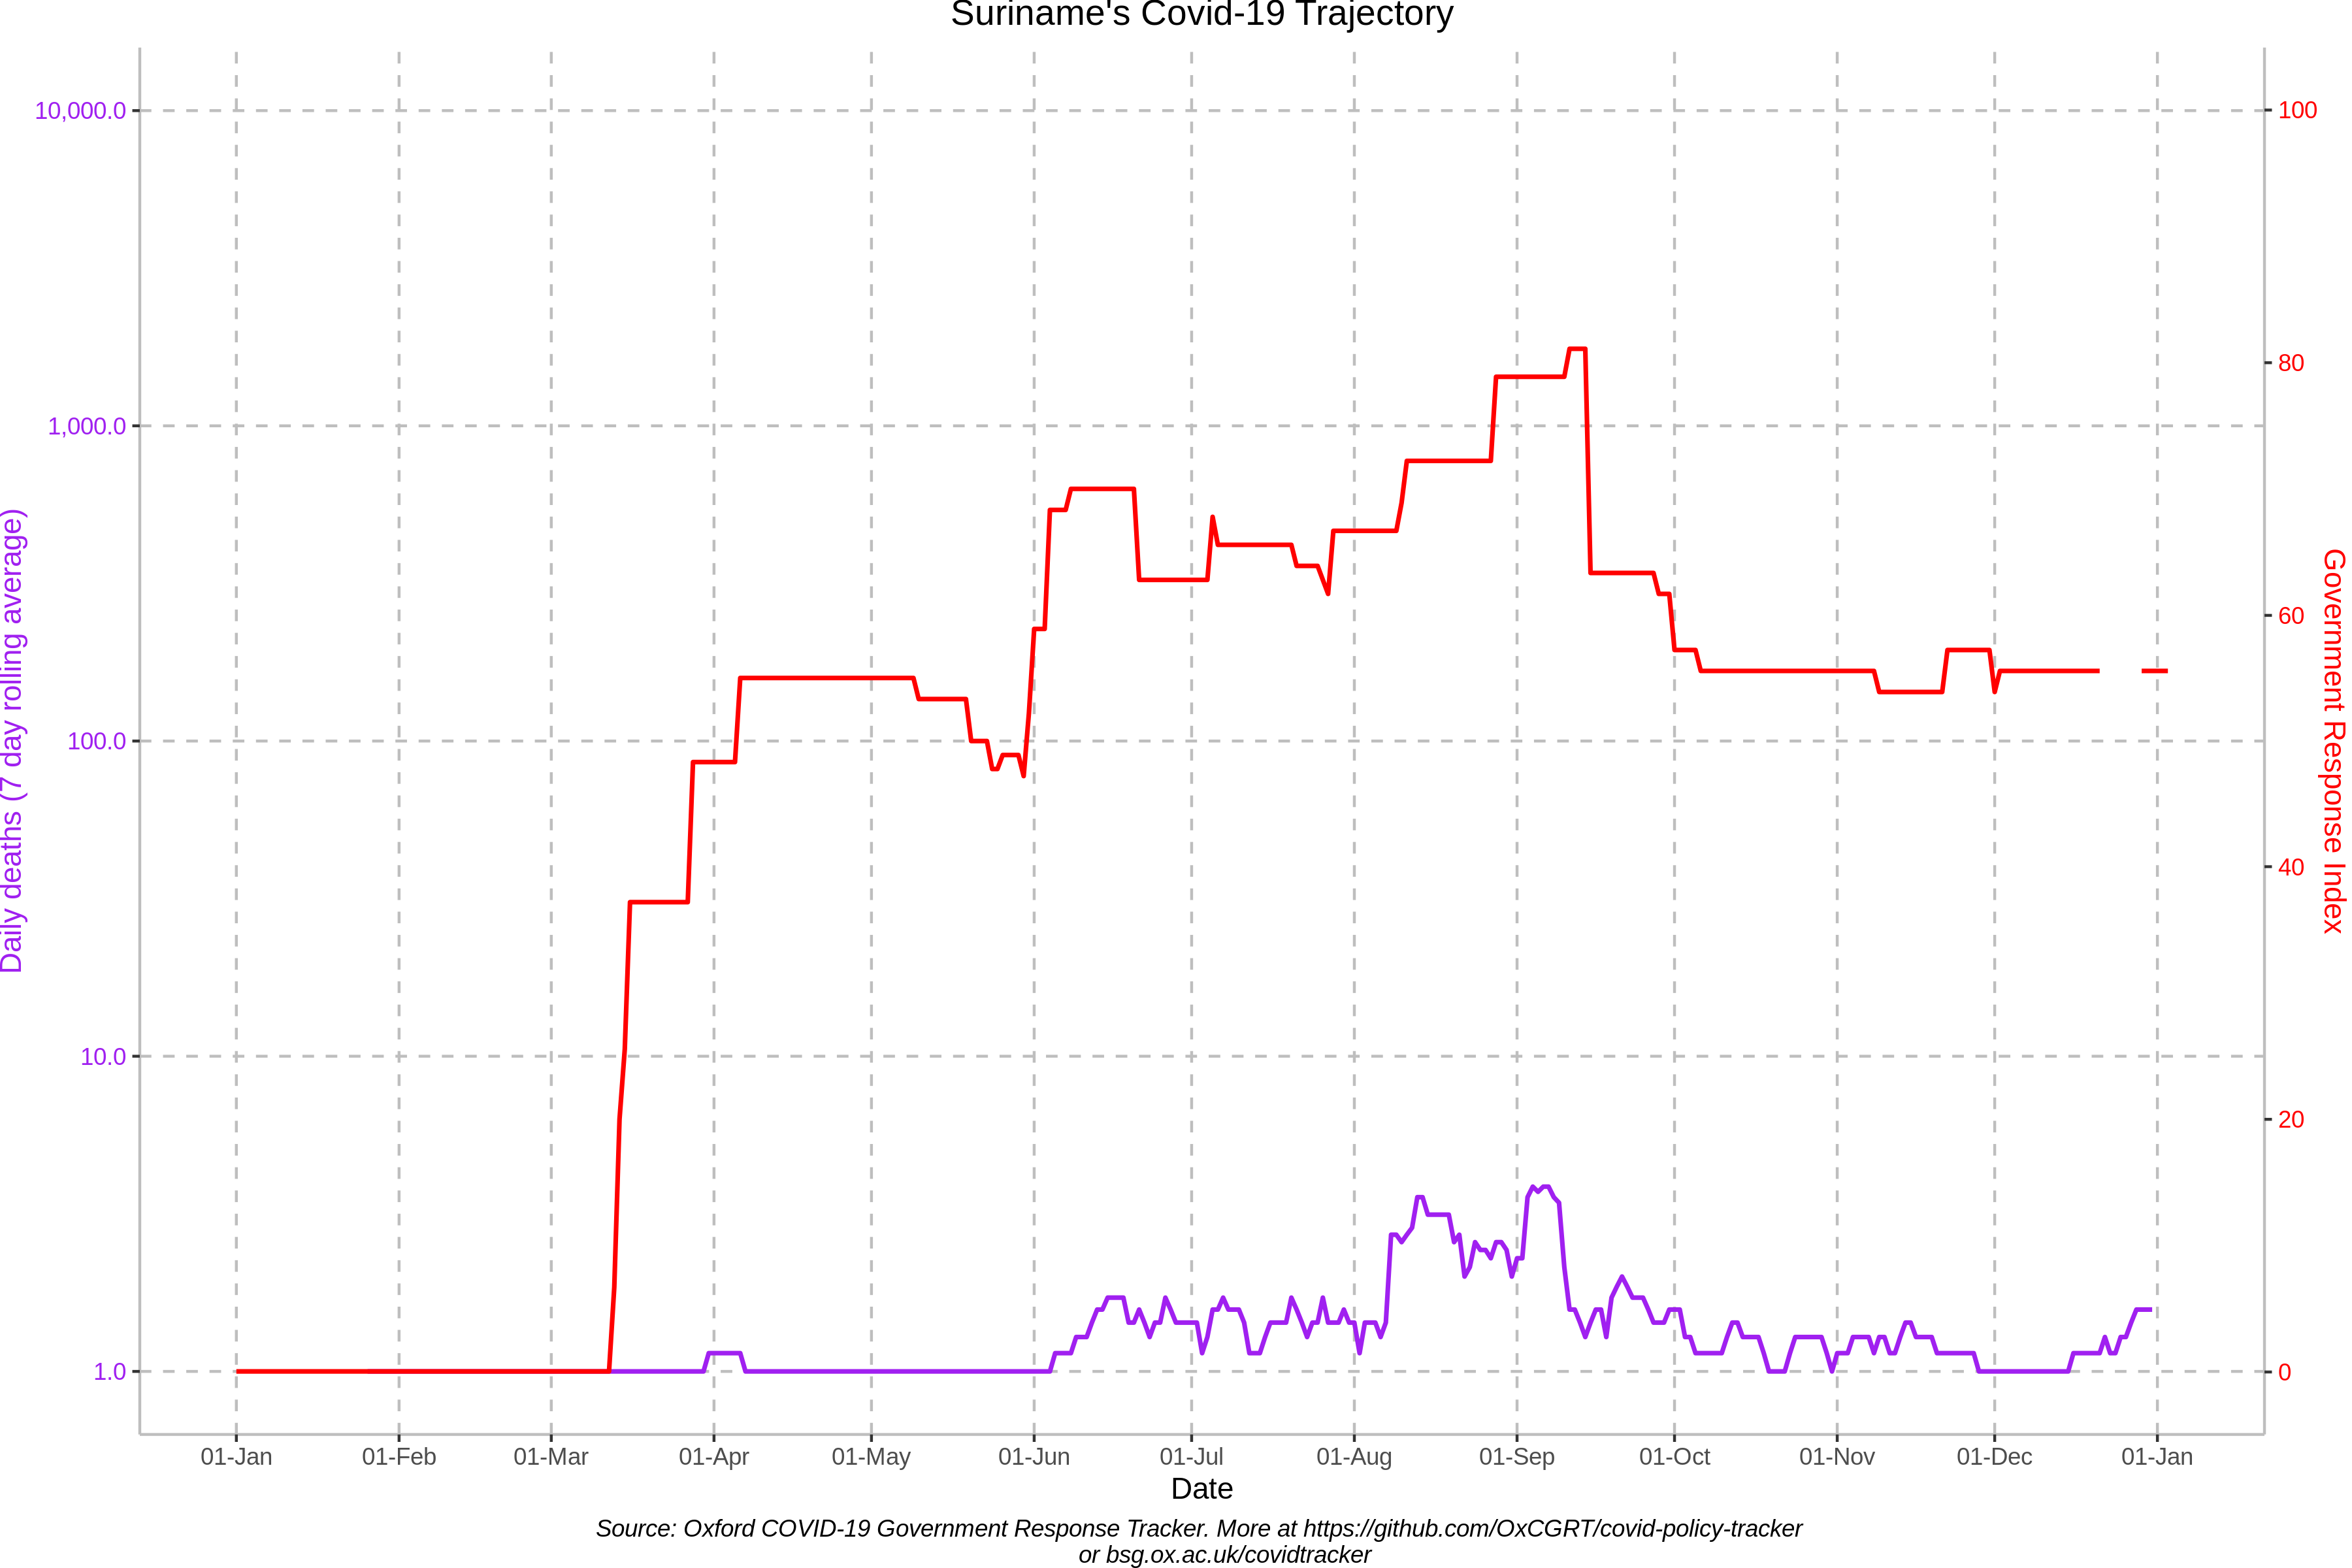 Suriname's Covid-19 Trajectory
10,000.0
1,000.0
100.0
10.0
1.0
Daily deaths (7 day rolling average)
100
80
60
40
20
0
Government Response Index
01-Jan 01-Feb 01-Mar 01-Apr 01-May 01-Jun 01-Jul 01-Aug 01-Sep 01-Oct 01-Nov 01-Dec 01-Jan
Date
Source: Oxford COVID-19 Government Response Tracker. More at https://github.com/OxCGRT/covid-policy-tracker
or bsg.ox.ac.uk/covidtracker